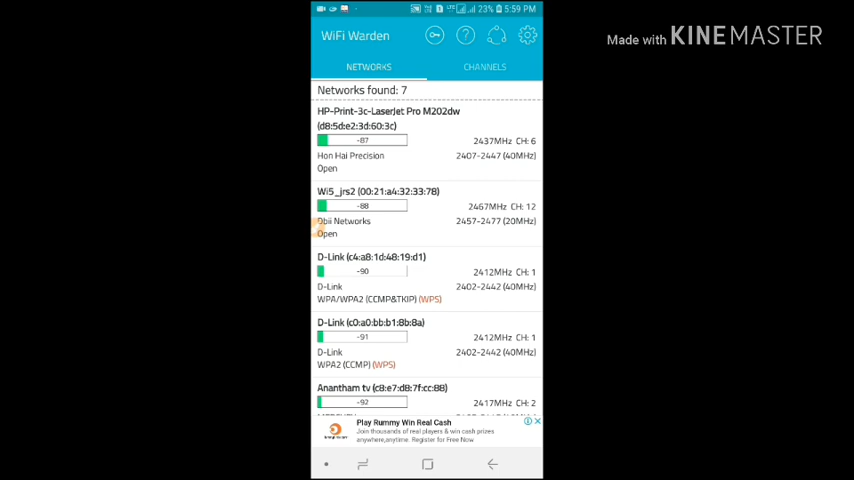 23% 5:59 PM
WiFi Warden
NETWORKS
CHANNELS
Networks found: 7
HP-Print-3c-LaserJet Pro M202dw
(d8:5d:e2:3d:60:3c)
-87
2437MHz CH: 6
Hon Hai Precision
2407-2447 (40MHz)
Open
Wi5_jrs2 (00:21:a4:32:33:78)
-88
2467MHz CH: 12
Dbii Networks
2457-2477 (20MHz)
Open
D-Link (c4:a8:1d:48:19:d1)
-90
2412MHz CH: 1
D-Link
2402-2442 (40MHz)
WPA/WPA2 (CCMP&TKIP) (WPS)
D-Link (c0:a0:bb:b1:8b:8a)
-91
2412MHz CH: 1
D-Link
2402-2442 (40MHz)
WPA2 (CCMP) (WPS)
Anantham tv (c8:e7:d8:7f:cc:88)
-92
2417MHz CH: 2
Play Rummy Win Real Cash
Join thousands of real players & win cash prizes
anywhere,anytime. Register for Free Now
Made with KINEMASTER